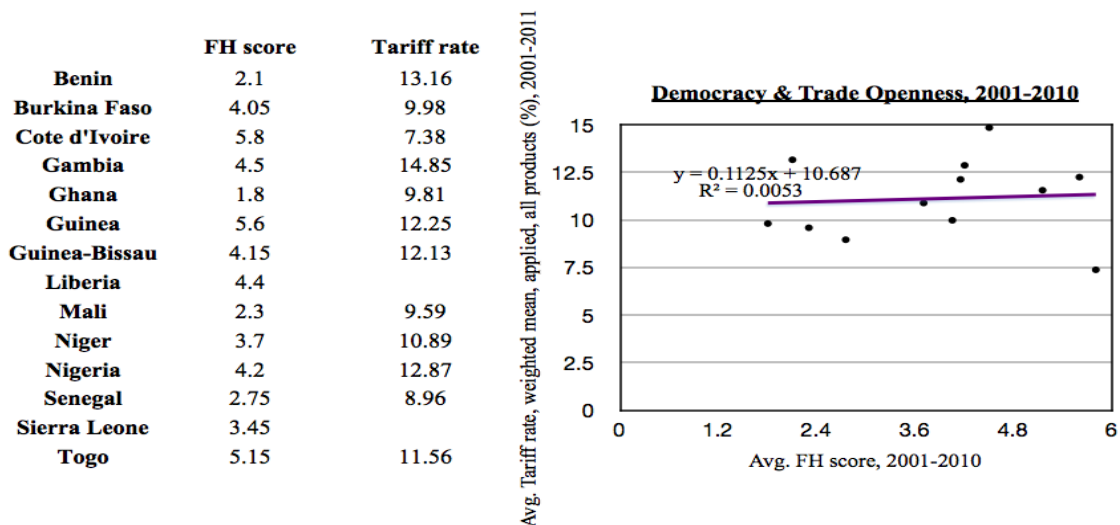 FH score Tariff rate
Benin 2.1 13.16
Burkina Faso 4.05 9.98
Cote d'Ivoire 5.8 7.38
Gambia 4.5 14.85
Ghana 1.8 9.81
Guinea 5.6 12.25
Guinea-Bissau 4.15 12.13
Liberia 4.4
Mali 2.3 9.59
Niger 3.7 10.89
Nigeria 4.2 12.87
Senegal 2.75 8.96
Sierra Leone 3.45
Togo 5.15 11.56
Avg. Tariff rate, weighted mean, applied, all products (%), 2001-2011
Democracy & Trade Openness, 2001-2010
15
12.5
10
7.5
5
2.5
0
y = 0.1125x + 10.687
R² = 0.0053
0 1.2 2.4 3.6 4.8 6
Avg. FH score, 2001-2010